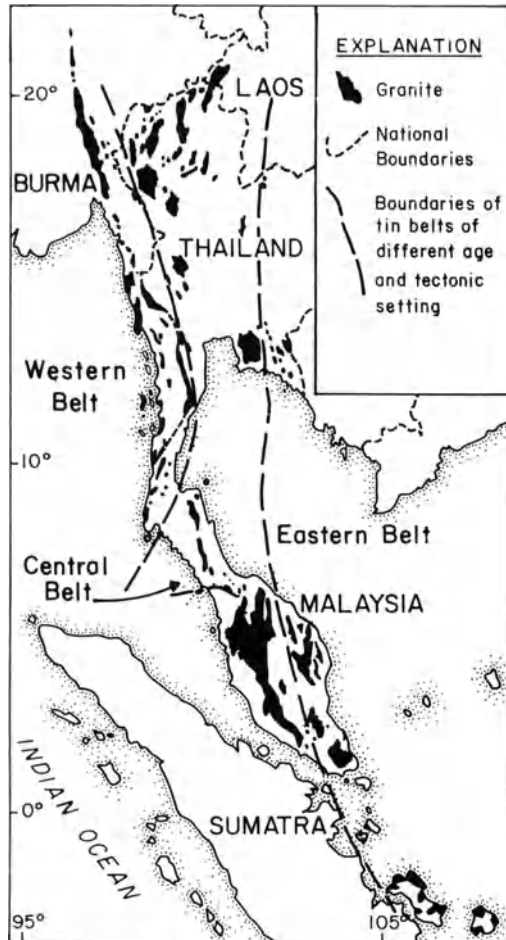 EXPLANATION
Granite
National
Boundaries
Boundaries of
tin belts of
different age
and tectonic
setting
20°
LAOS
BURMA
THAILAND
Western
Belt
10°
Eastern Belt
Central
Belt
MALAYSIA
0°
SUMATRA
INDIAN OCEAN
95°
105°